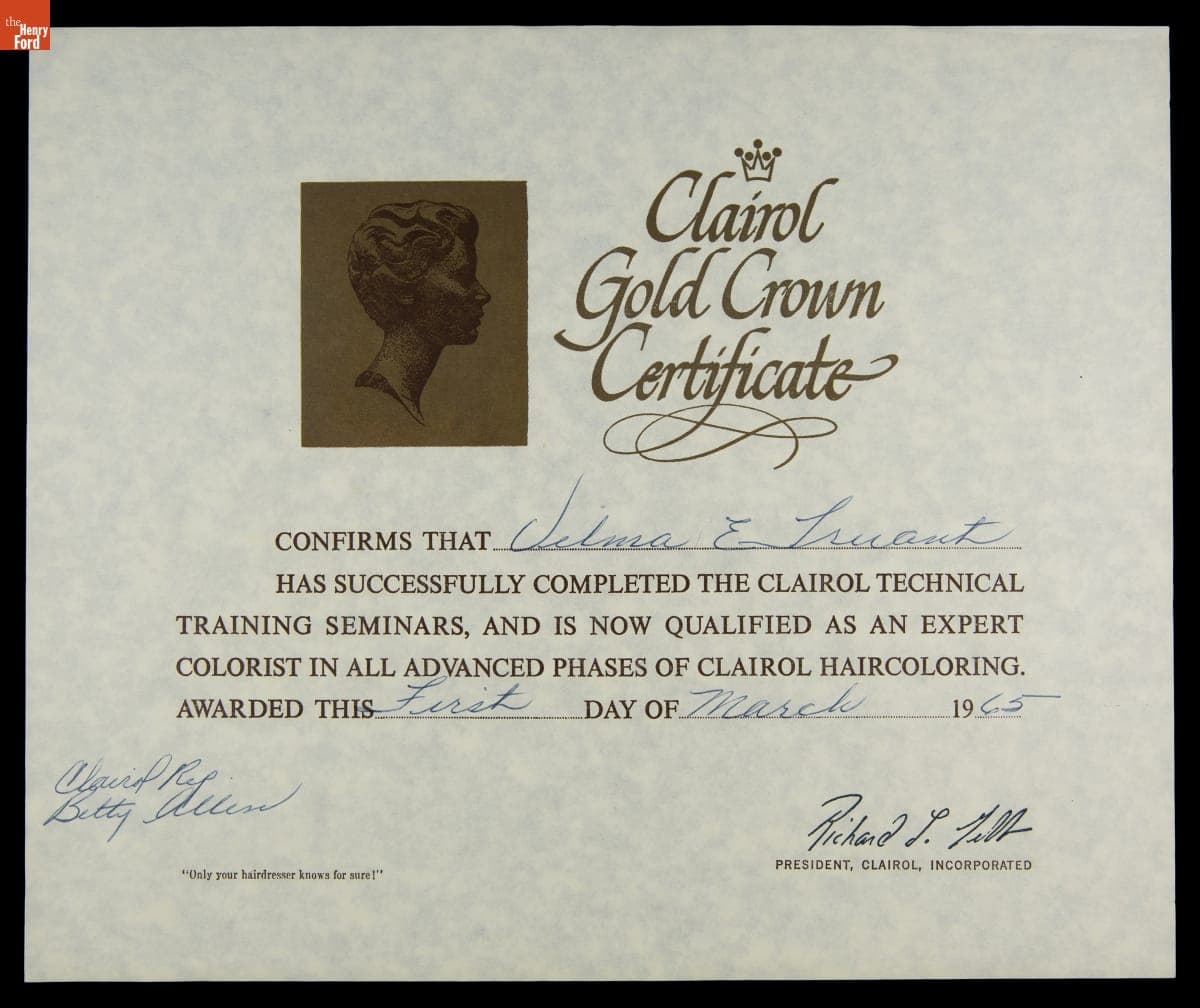 the
Henry
Ford
Clairol
Gold Crown
Certificate
CONFIRMS THAT Velma E Truant
HAS SUCCESSFULLY COMPLETED THE CLAIROL TECHNICAL
TRAINING SEMINARS, AND IS NOW QUALIFIED AS AN EXPERT
COLORIST IN ALL ADVANCED PHASES OF CLAIROL HAIRCOLORING.
AWARDED THIS First DAY OF March 1965
Clairol Rep.
Betty Allen
Richard L.
PRESIDENT, CLAIROL, INCORPORATED
"Only your hairdresser knows for sure!"